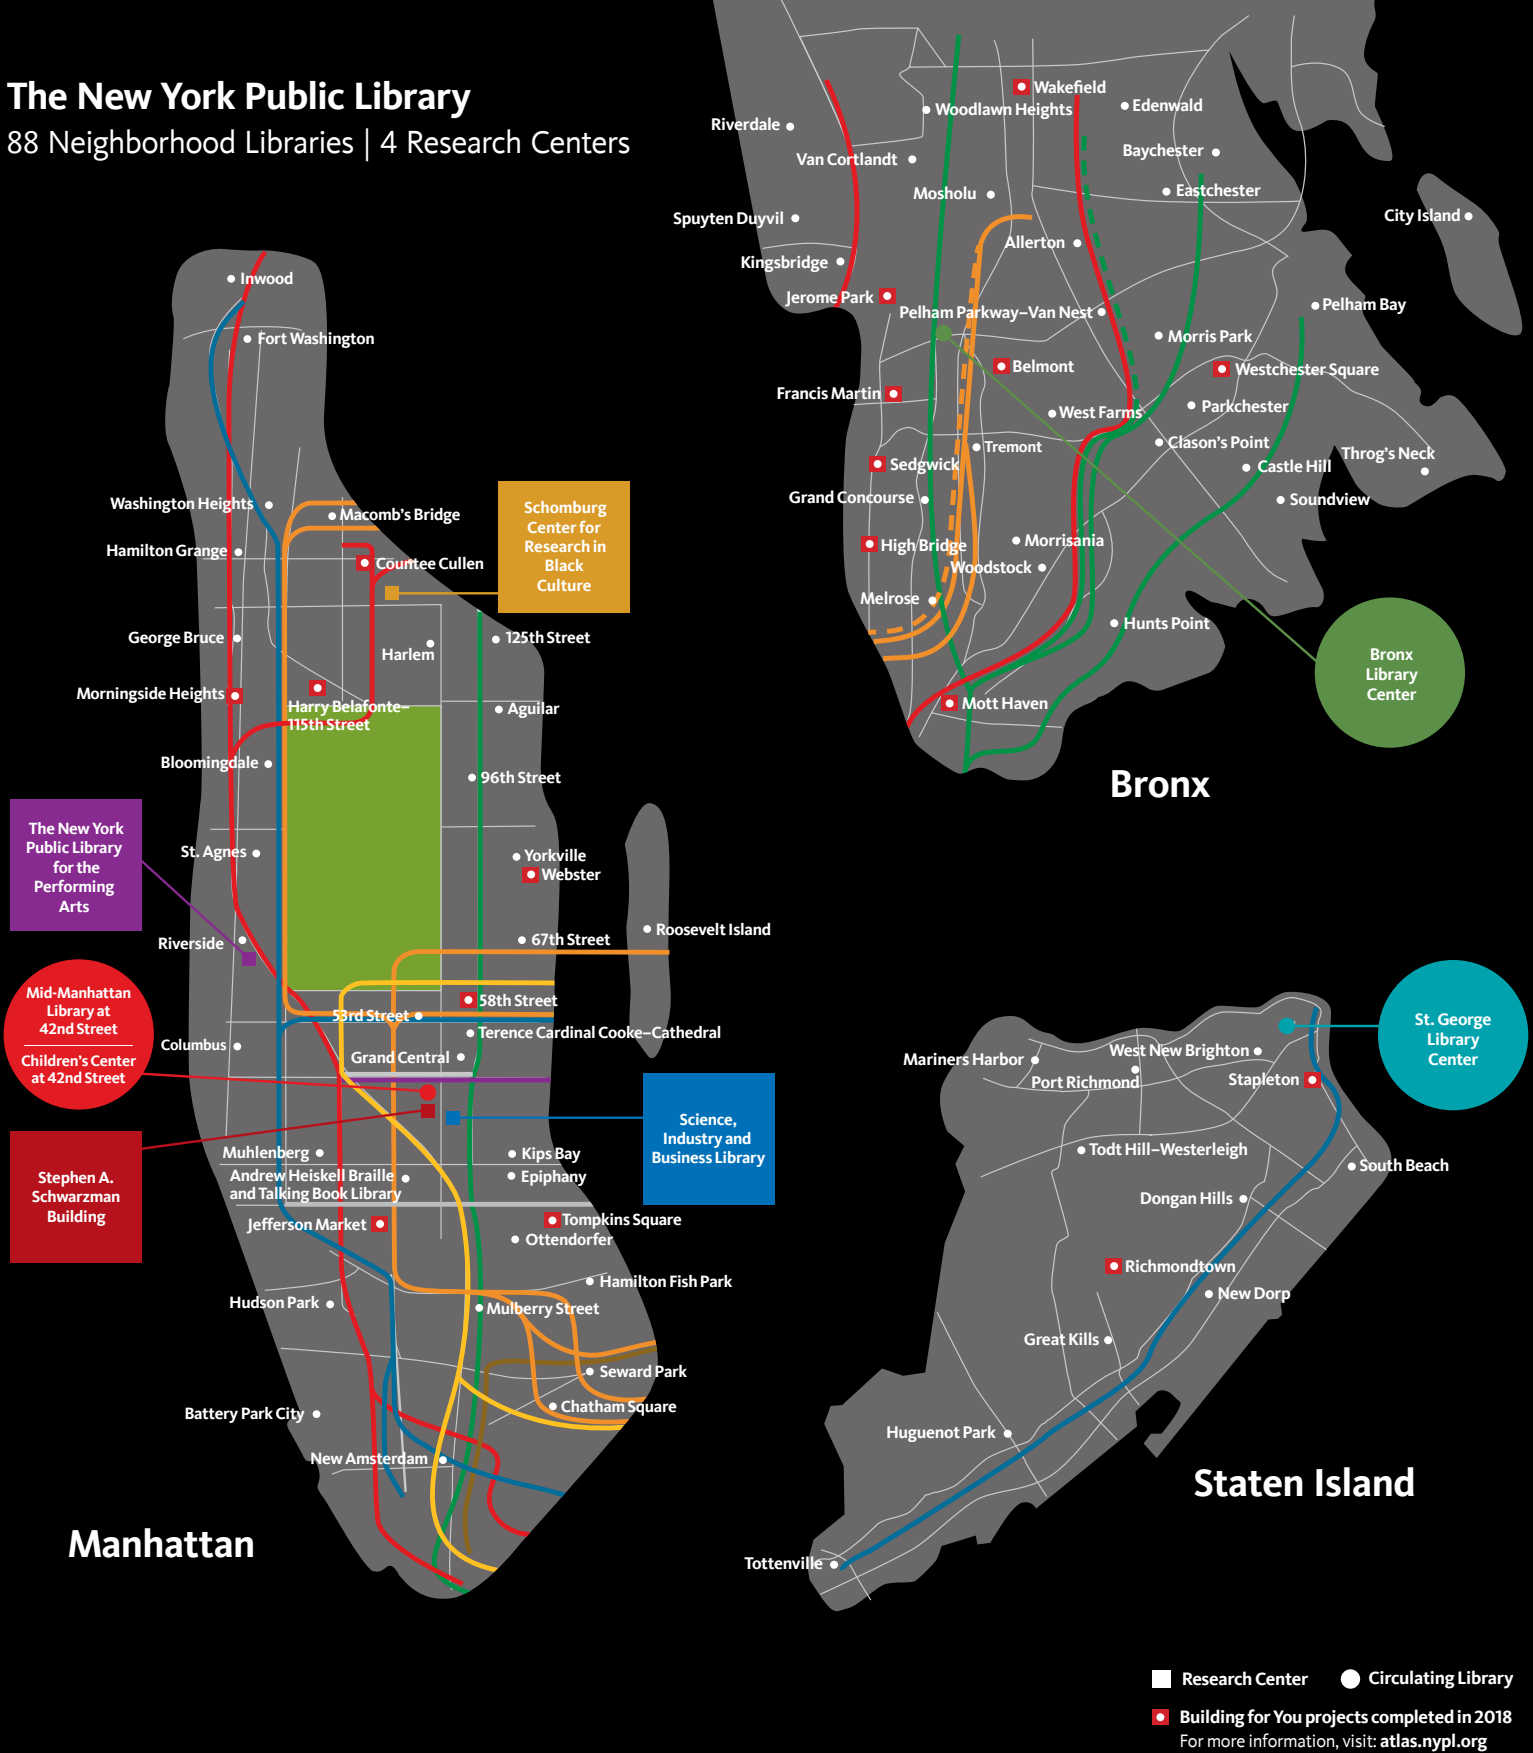 The New York Public Library
88 Neighborhood Libraries | 4 Research Centers
Inwood
Fort Washington
Washington Heights
Macomb's Bridge
Hamilton Grange
Countee Cullen
Schomburg
Center for
Research in
Black
Culture
George Bruce
Harlem
125th Street
Morningside Heights
Harry Belafonte–
115th Street
Aguilar
Bloomingdale
96th Street
The New York
Public Library
for the
Performing
Arts
St. Agnes
Yorkville
Webster
Riverside
67th Street
Roosevelt Island
Mid-Manhattan
Library at
42nd Street
Children's Center
at 42nd Street
58th Street
53rd Street
Terence Cardinal Cooke–Cathedral
Columbus
Grand Central
Science,
Industry and
Business Library
Stephen A.
Schwarzman
Building
Muhlenberg
Kips Bay
Andrew Heiskell Braille
and Talking Book Library
Epiphany
Jefferson Market
Tompkins Square
Ottendorfer
Hamilton Fish Park
Hudson Park
Mulberry Street
Seward Park
Battery Park City
Chatham Square
New Amsterdam
Manhattan
Wakefield
Woodlawn Heights
Edenwald
Riverdale
Van Cortlandt
Baychester
Mosholu
Eastchester
Spuyten Duyvil
City Island
Allerton
Kingsbridge
Jerome Park
Pelham Parkway–Van Nest
Pelham Bay
Morris Park
Belmont
Westchester Square
Francis Martin
Parkchester
West Farms
Tremont
Clason's Point
Throg's Neck
Sedgwick
Castle Hill
Grand Concourse
Soundview
High Bridge
Morrisania
Woodstock
Melrose
Hunts Point
Bronx
Library
Center
Mott Haven
Bronx
St. George
Library
Center
Mariners Harbor
West New Brighton
Port Richmond
Stapleton
Todt Hill–Westerleigh
South Beach
Dongan Hills
Richmondtown
New Dorp
Great Kills
Huguenot Park
Tottenville
Staten Island
Research Center
Circulating Library
Building for You projects completed in 2018
For more information, visit: atlas.nypl.org